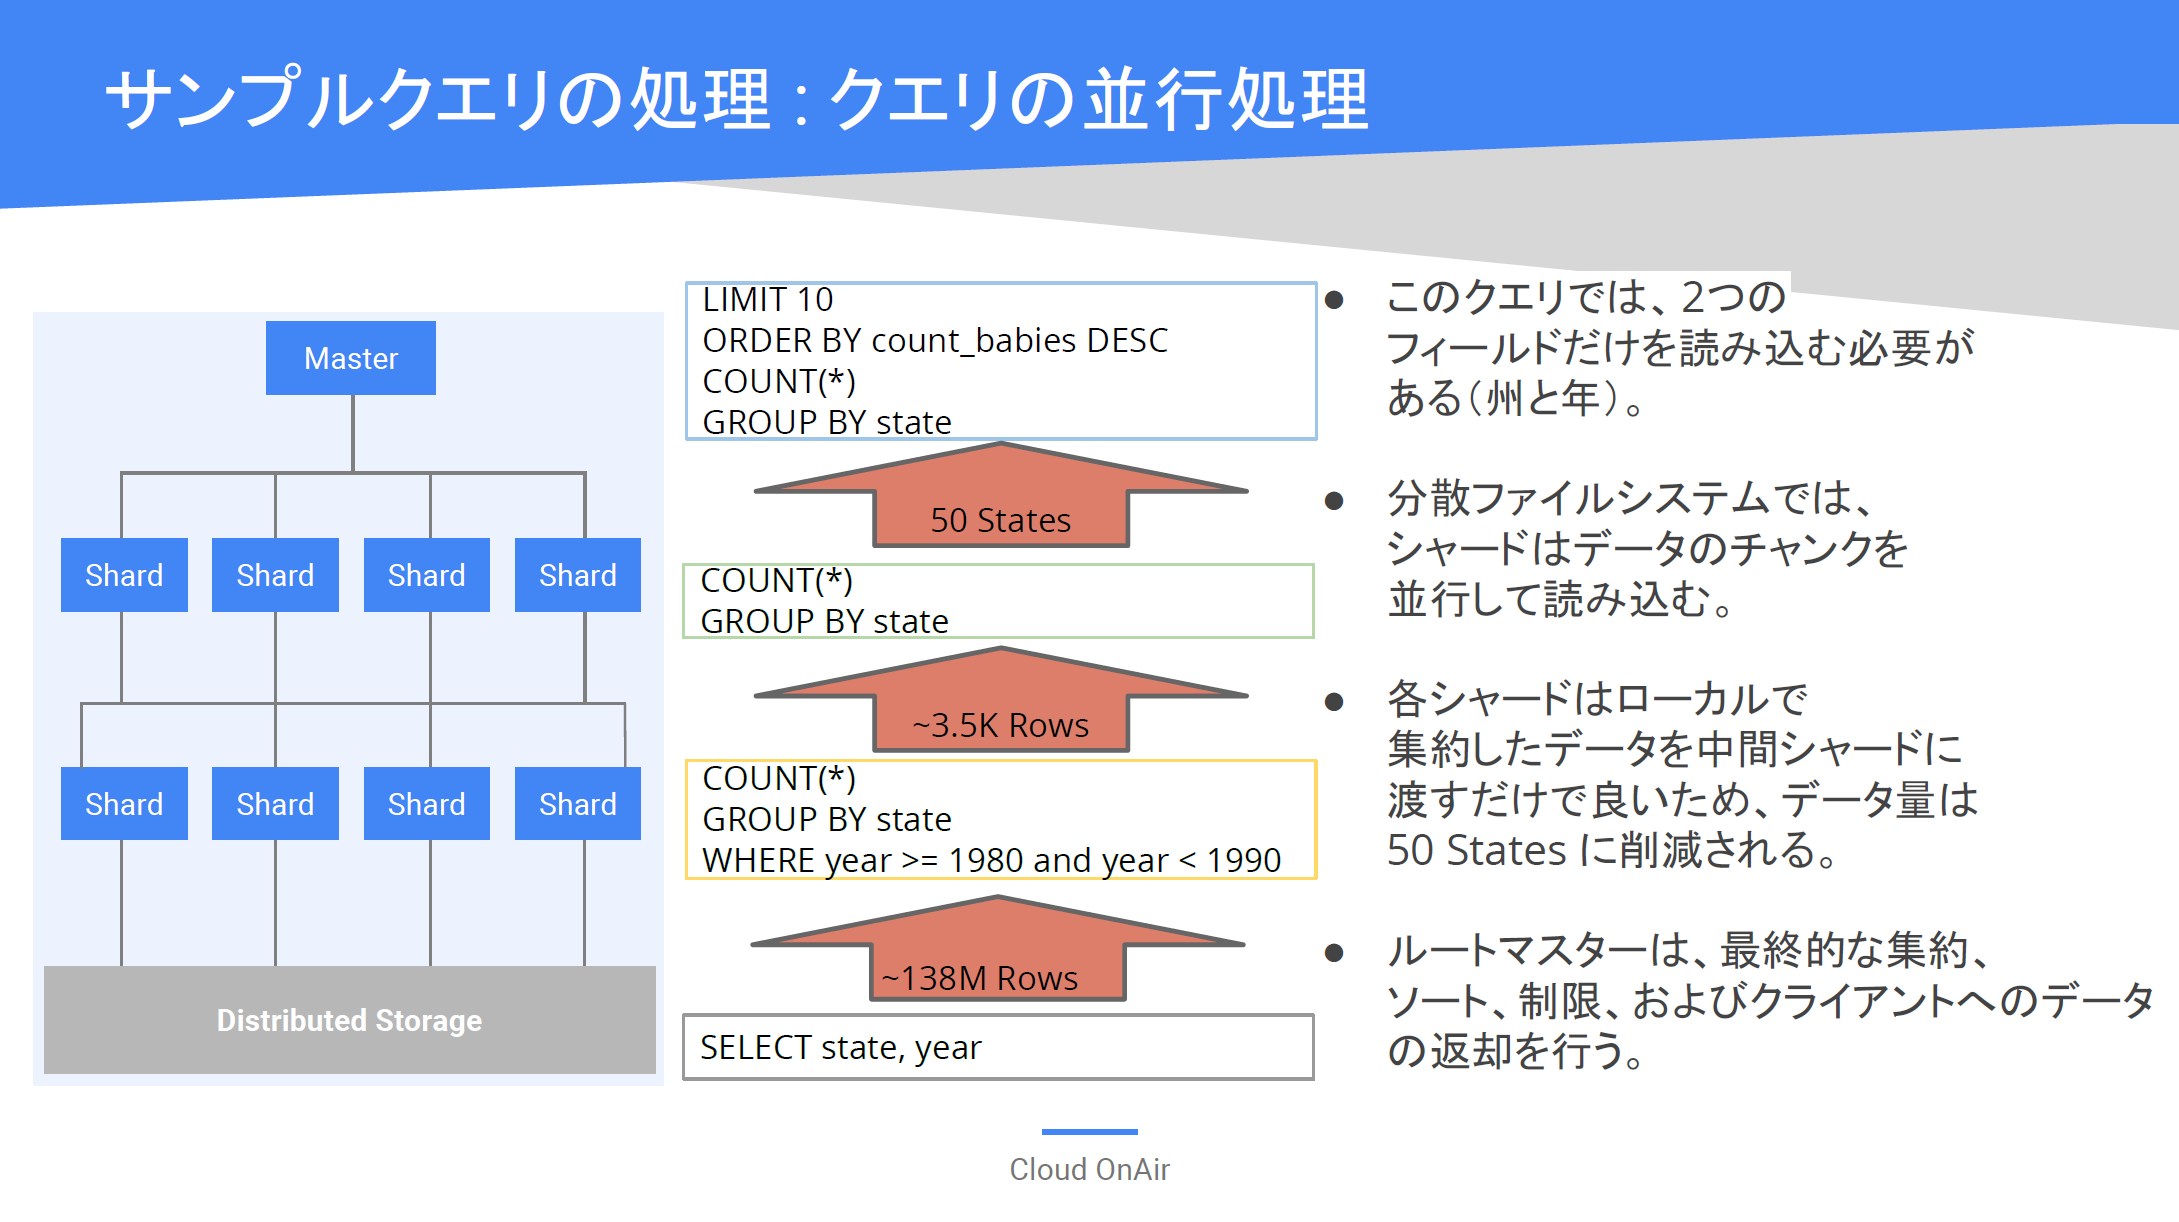 サンプルクエリの処理：クエリの並行処理
Master
Shard Shard Shard Shard
Shard Shard Shard Shard
Distributed Storage
LIMIT 10
ORDER BY count_babies DESC
COUNT(*)
GROUP BY state
50 States
COUNT(*)
GROUP BY state
~3.5K Rows
COUNT(*)
GROUP BY state
WHERE year >= 1980 and year < 1990
~138M Rows
SELECT state, year
● このクエリでは、2つの
フィールドだけを読み込む必要が
ある（州と年）。
● 分散ファイルシステムでは、
シャードはデータのチャンクを
並行して読み込む。
● 各シャードはローカルで
集約したデータを中間シャードに
渡すだけで良いため、データ量は
50 States に削減される。
● ルートマスターは、最終的な集約、
ソート、制限、およびクライアントへのデータ
の返却を行う。
Cloud OnAir